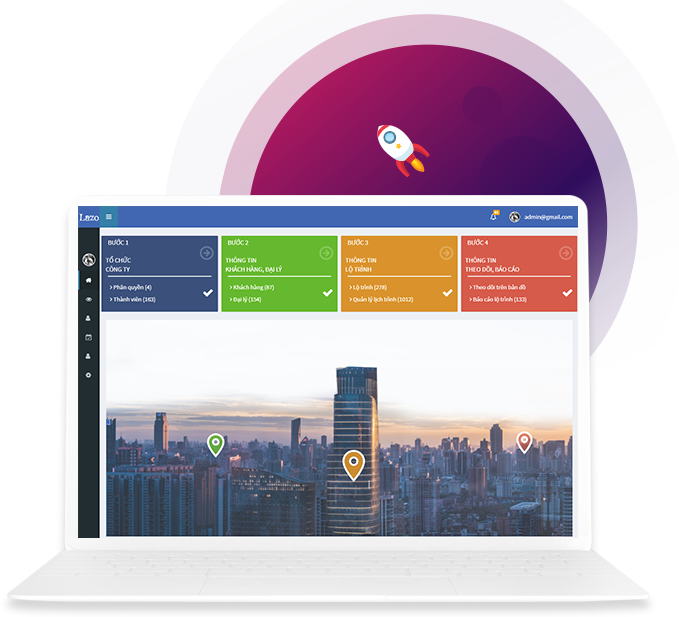 Lazo
admin@gmail.com
BƯỚC 1
TỔ CHỨC
CÔNG TY
Phân quyền (4)
Thành viên (163)
BƯỚC 2
THÔNG TIN
KHÁCH HÀNG, ĐẠI LÝ
Khách hàng (87)
Đại lý (154)
BƯỚC 3
THÔNG TIN
LỘ TRÌNH
Lộ trình (278)
Quản lý lịch trình (1012)
BƯỚC 4
THÔNG TIN
THEO DÕI, BÁO CÁO
Theo dõi trên bản đồ
Báo cáo lộ trình (133)